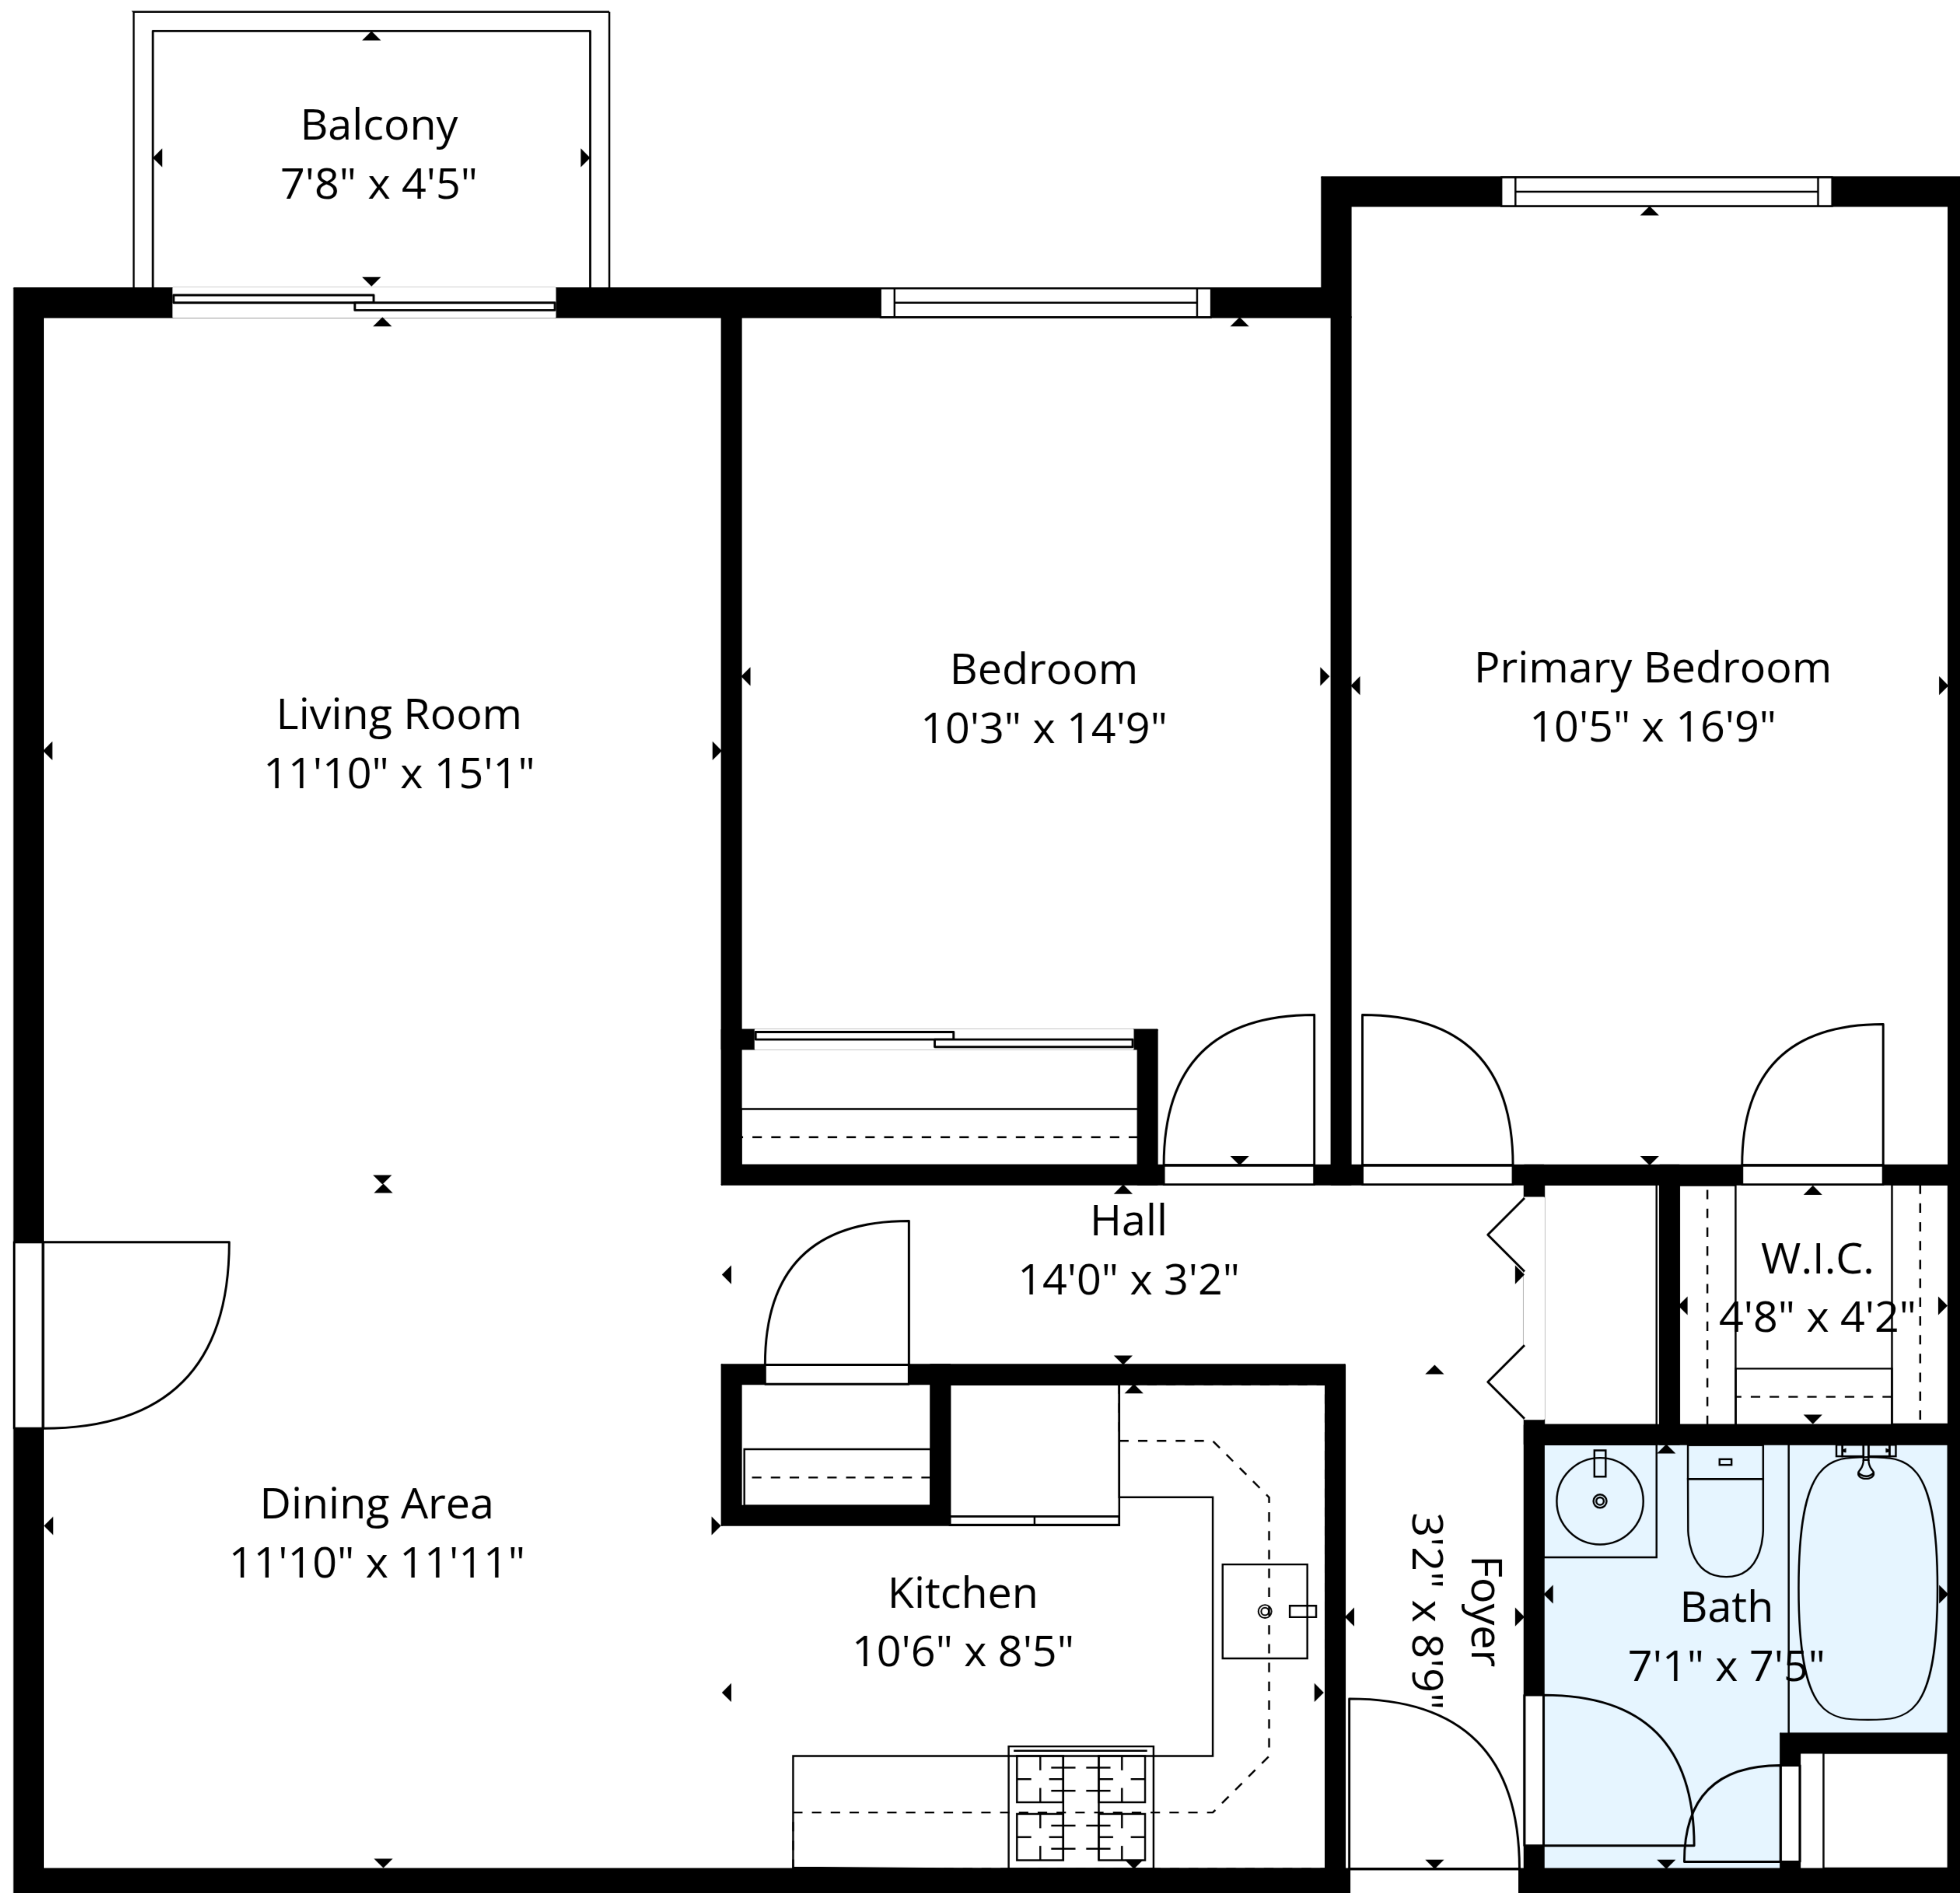 Balcony
7'8" x 4'5"
Living Room
11'10" x 15'1"
Bedroom
10'3" x 14'9"
Primary Bedroom
10'5" x 16'9"
Hall
14'0" x 3'2"
W.I.C.
4'8" x 4'2"
Dining Area
11'10" x 11'11"
Kitchen
10'6" x 8'5"
Foyer
3'2" x 8'9"
Bath
7'1" x 7'5"